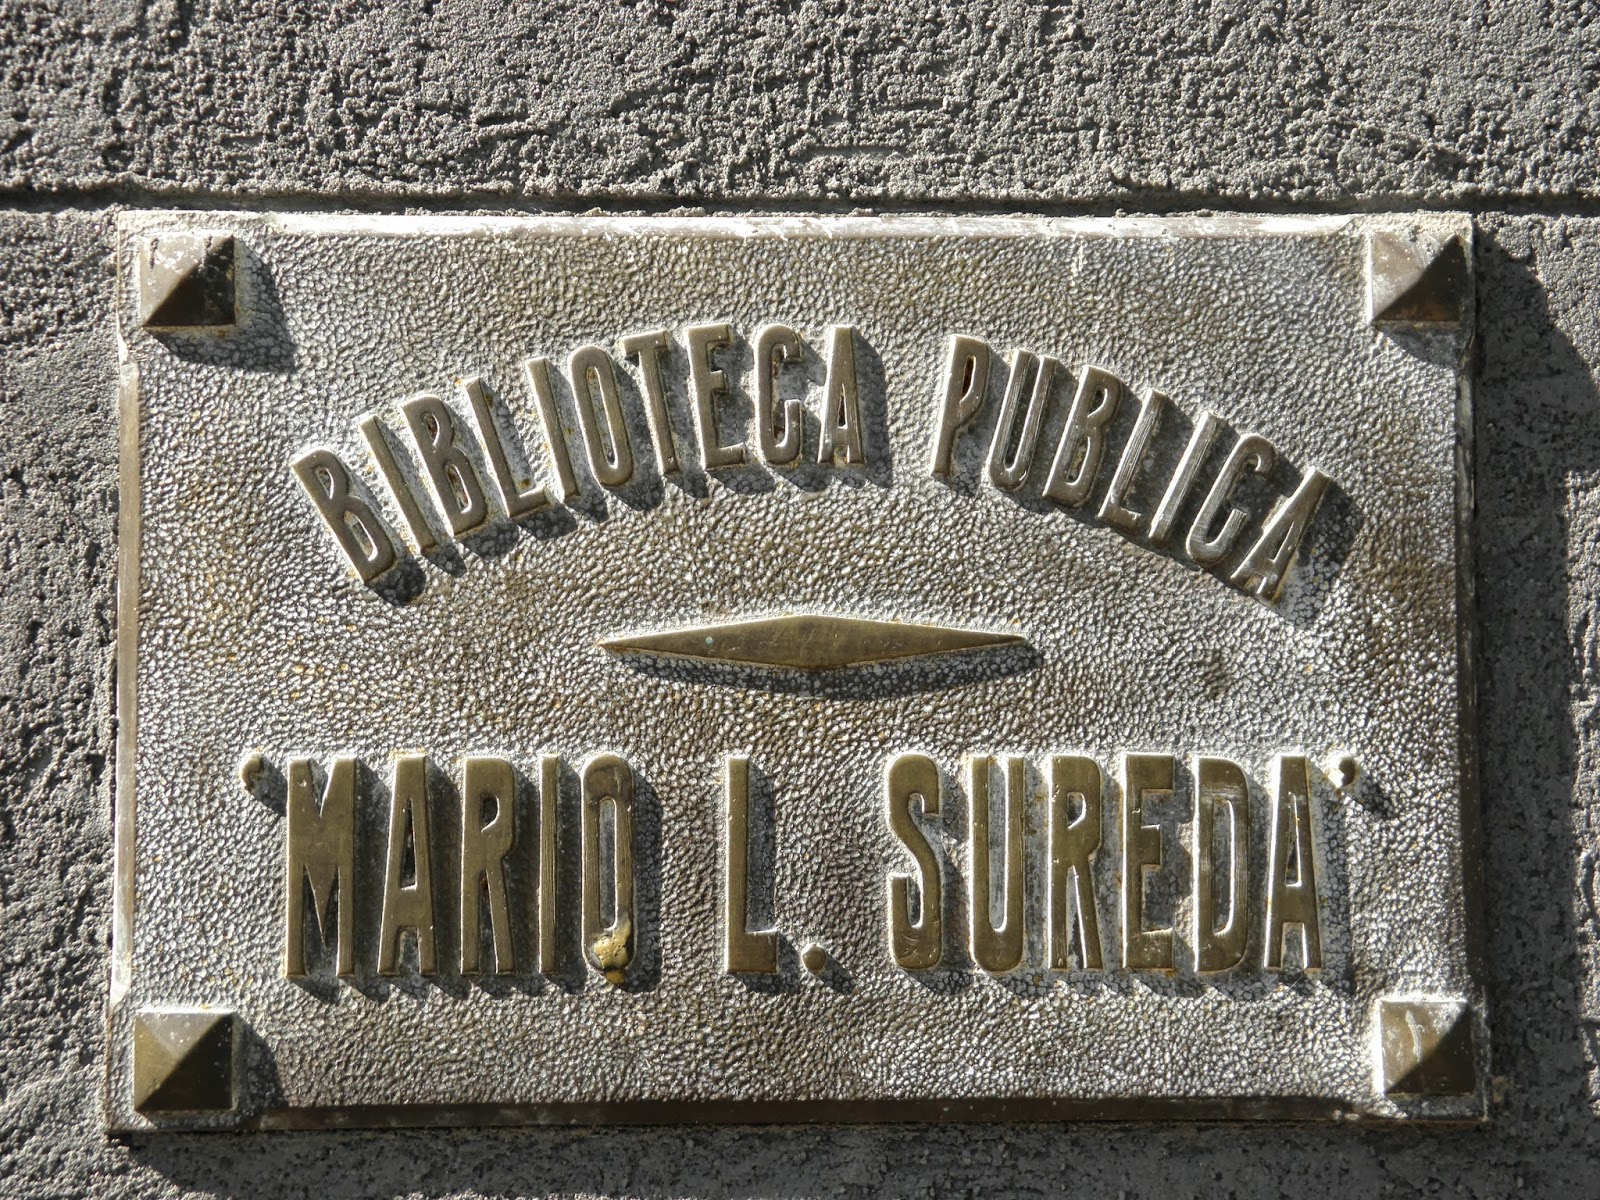 BIBLIOTECA PUBLICA
‘MARIO L. SUREDA’